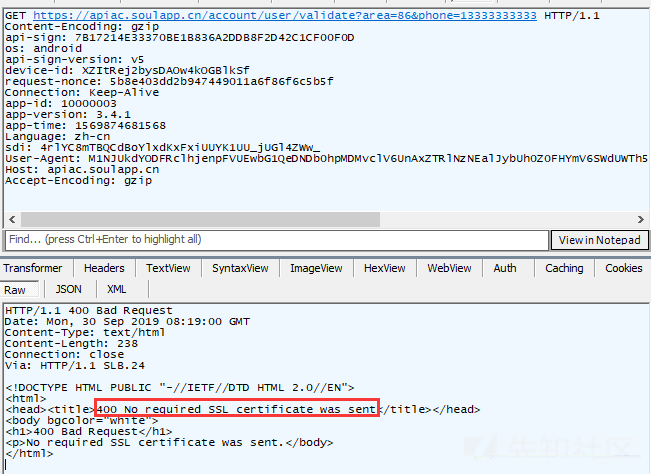 GET https://apiac.soulapp.cn/account/user/validate?area=86&phone=13333333333 HTTP/1.1
Content-Encoding: gzip
api-sign: 7B17214E33370BE1B836A2DDB8F2D42C1CF00F0D
os: android
api-sign-version: v5
device-id: XZItRej2bysDAOw4kOGBlkSf
request-nonce: 5b8e403dd2b947449011a6f86f6c5b5f
Connection: Keep-Alive
app-id: 10000003
app-version: 3.4.1
app-time: 1569874681568
Language: zh-cn
sdi: 4rlYC8mTBQCdBoYlxdKxFxiUUYK1UU_jUGl4ZWw_
User-Agent: M1NJUkdYODFRclhjenpFVUEwbG1QeDNDbOhpMDMvclV6UnAxZTRlNzNEalJybUhOZOFHYmV6SWdUWTh5
Host: apiac.soulapp.cn
Accept-Encoding: gzip
Find... (press Ctrl+Enter to highlight all)
View in Notepad
Transformer Headers TextView SyntaxView ImageView HexView WebView Auth Caching Cookies
Raw JSON XML
HTTP/1.1 400 Bad Request
Date: Mon, 30 Sep 2019 08:19:00 GMT
Content-Type: text/html
Content-Length: 238
Connection: close
Via: HTTP/1.1 SLB.24
<!DOCTYPE HTML PUBLIC "-//IETF//DTD HTML 2.0//EN">
<html>
<head><title>400 No required SSL certificate was sent</title></head>
<body bgcolor="white">
<h1>400 Bad Request</h1>
<p>No required SSL certificate was sent.</body>
</html>
先知社区